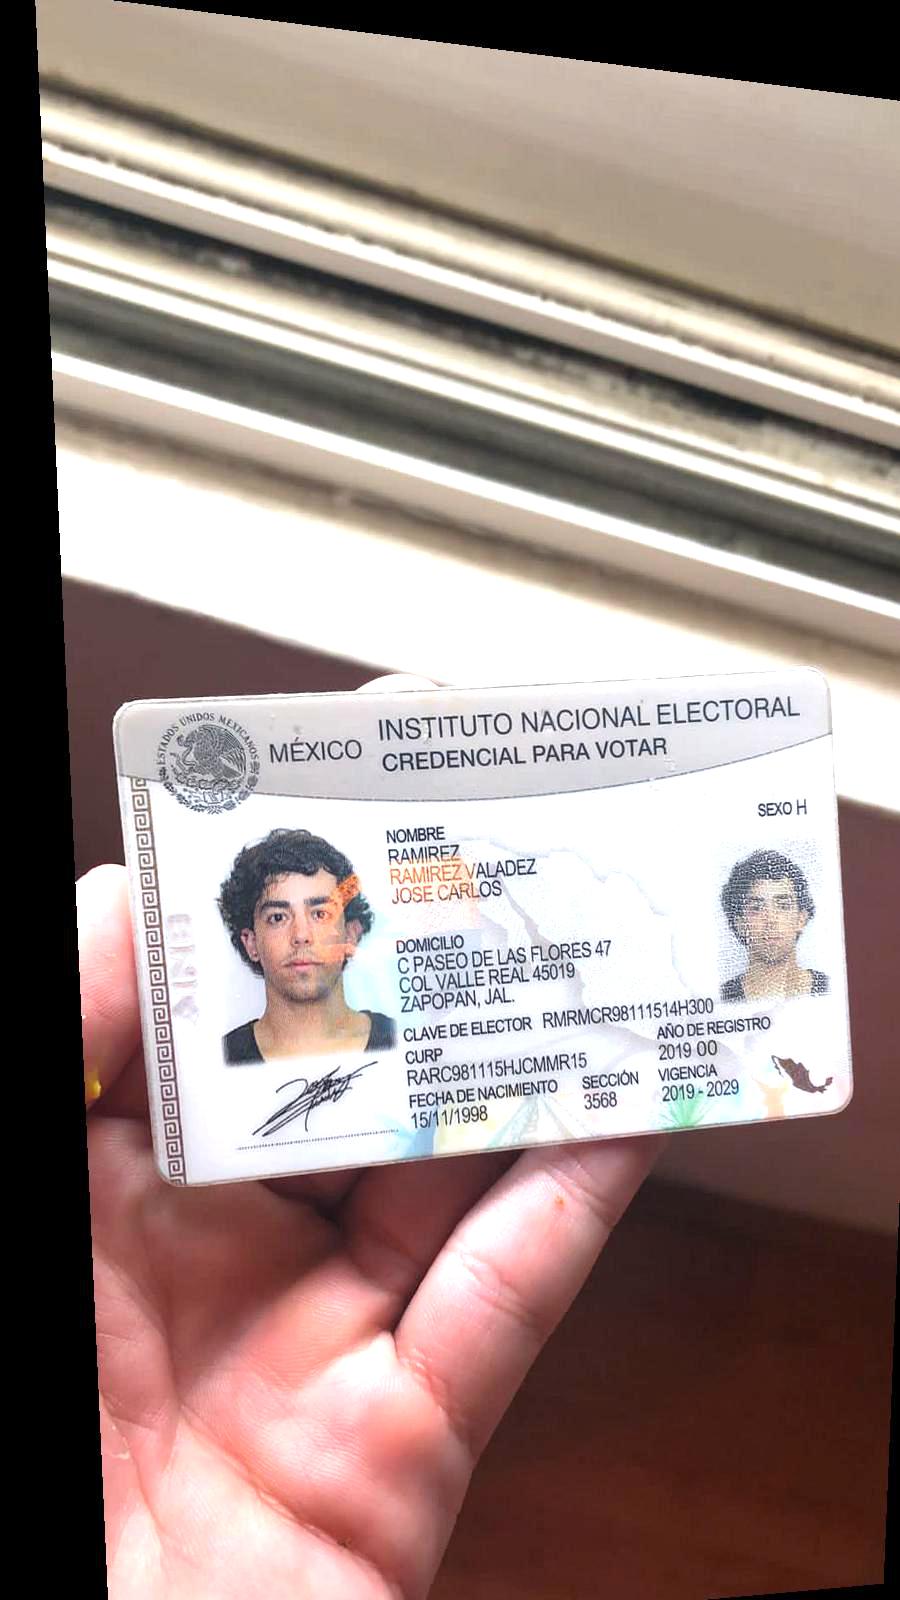 ESTADOS UNIDOS MEXICANOS
MÉXICO
INSTITUTO NACIONAL ELECTORAL
CREDENCIAL PARA VOTAR
SEXO H
NOMBRE
RAMIREZ
RAMIREZ VALADEZ
JOSE CARLOS
DOMICILIO
C PASEO DE LAS FLORES 47
COL VALLE REAL 45019
ZAPOPAN, JAL.
CLAVE DE ELECTOR RMRMCR98111514H300
CURP
RARC981115HJCMMR15
AÑO DE REGISTRO
2019 00
FECHA DE NACIMIENTO
15/11/1998
SECCIÓN
3568
VIGENCIA
2019 - 2029